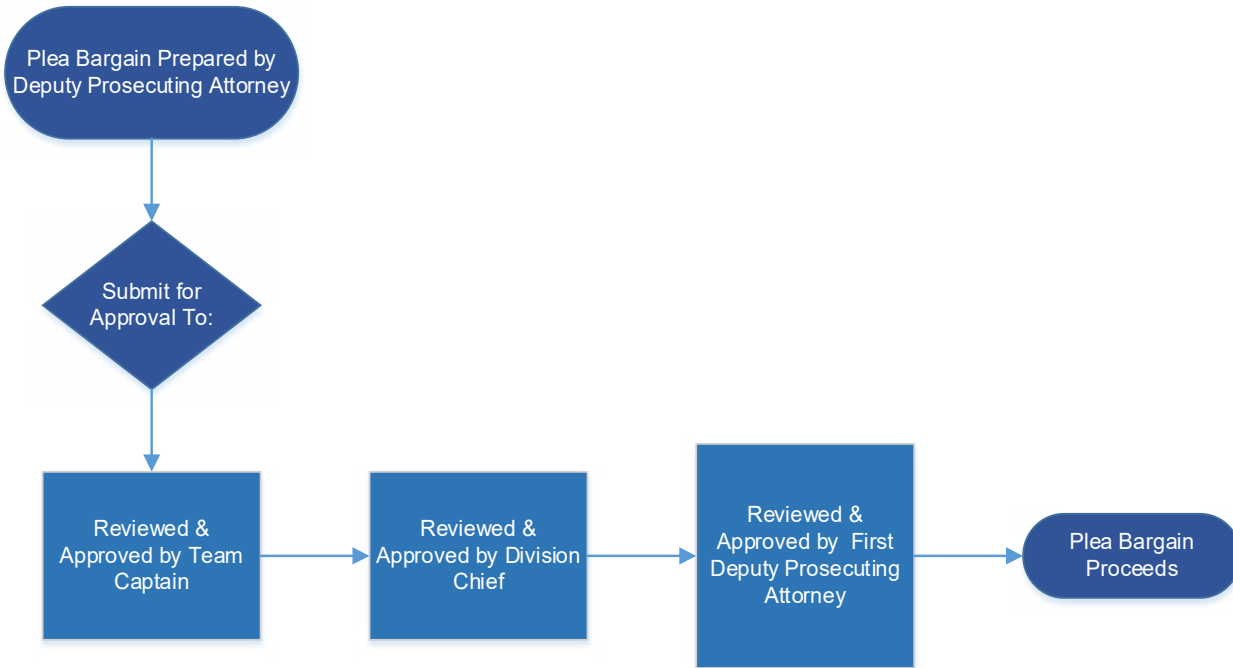 Plea Bargain Prepared by
Deputy Prosecuting Attorney
Submit for
Approval To:
Reviewed &
Approved by Team
Captain
Reviewed &
Approved by Division
Chief
Reviewed &
Approved by  First
Deputy Prosecuting
Attorney
Plea Bargain
Proceeds